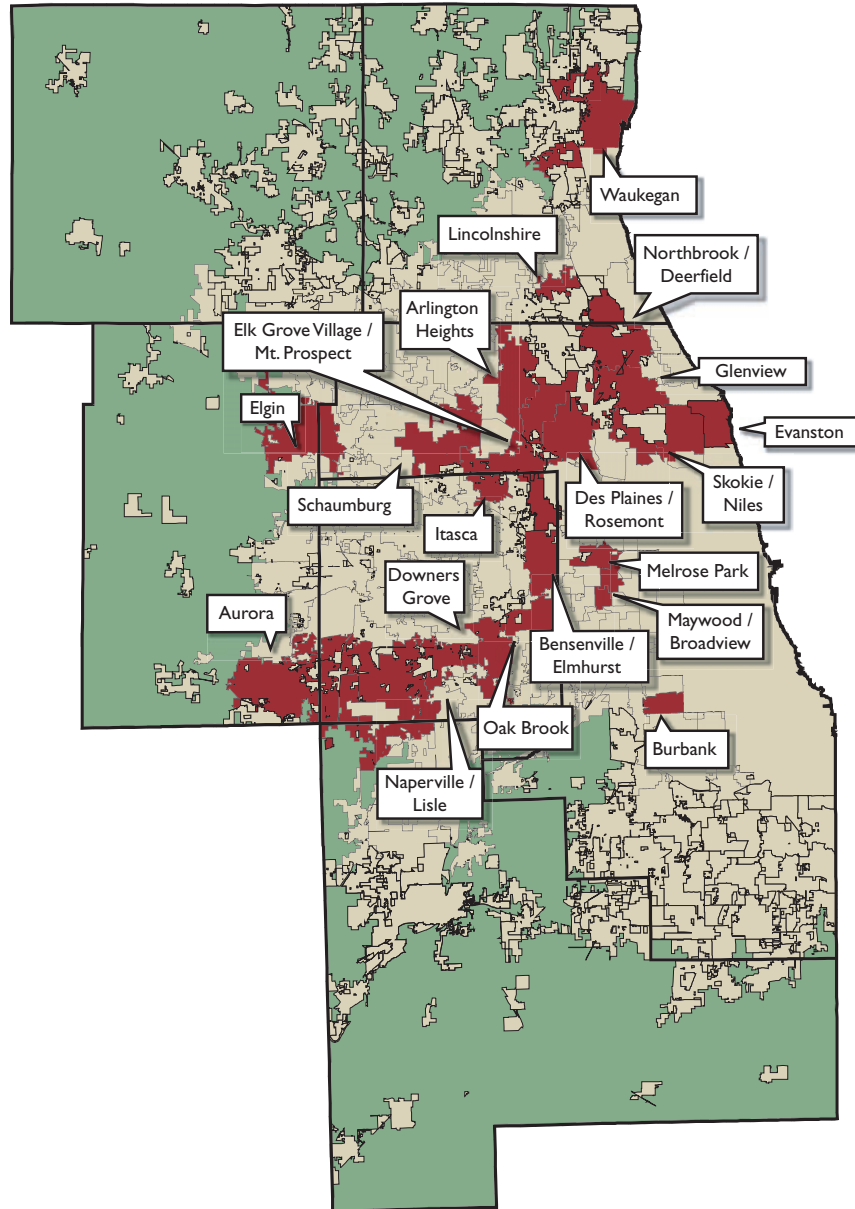 Waukegan
Lincolnshire
Northbrook /
Deerfield
Arlington
Heights
Elk Grove Village /
Mt. Prospect
Glenview
Elgin
Evanston
Schaumburg
Des Plaines /
Rosemont
Skokie /
Niles
Itasca
Melrose Park
Downers
Grove
Maywood /
Broadview
Aurora
Bensenville /
Elmhurst
Oak Brook
Burbank
Naperville /
Lisle